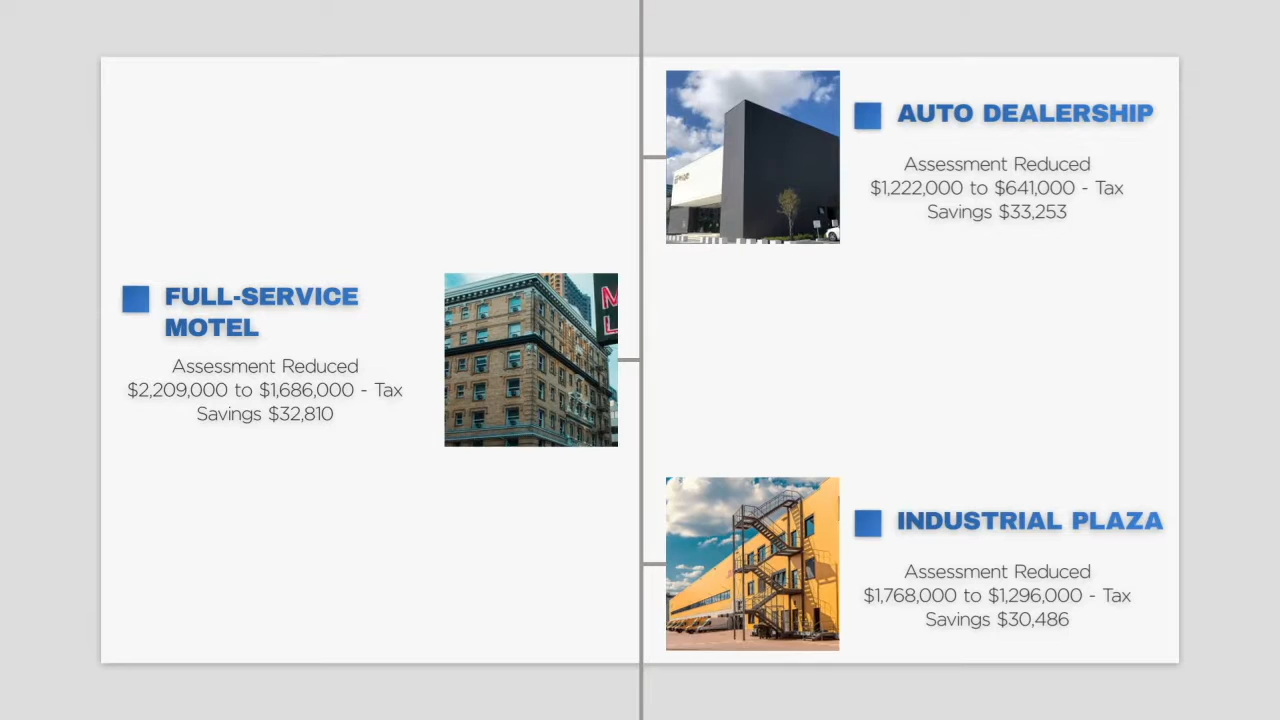 AUTO DEALERSHIP
Assessment Reduced
$1,222,000 to $641,000 - Tax
Savings $33,253
FULL-SERVICE
MOTEL
Assessment Reduced
$2,209,000 to $1,686,000 - Tax
Savings $32,810
INDUSTRIAL PLAZA
Assessment Reduced
$1,768,000 to $1,296,000 - Tax
Savings $30,486